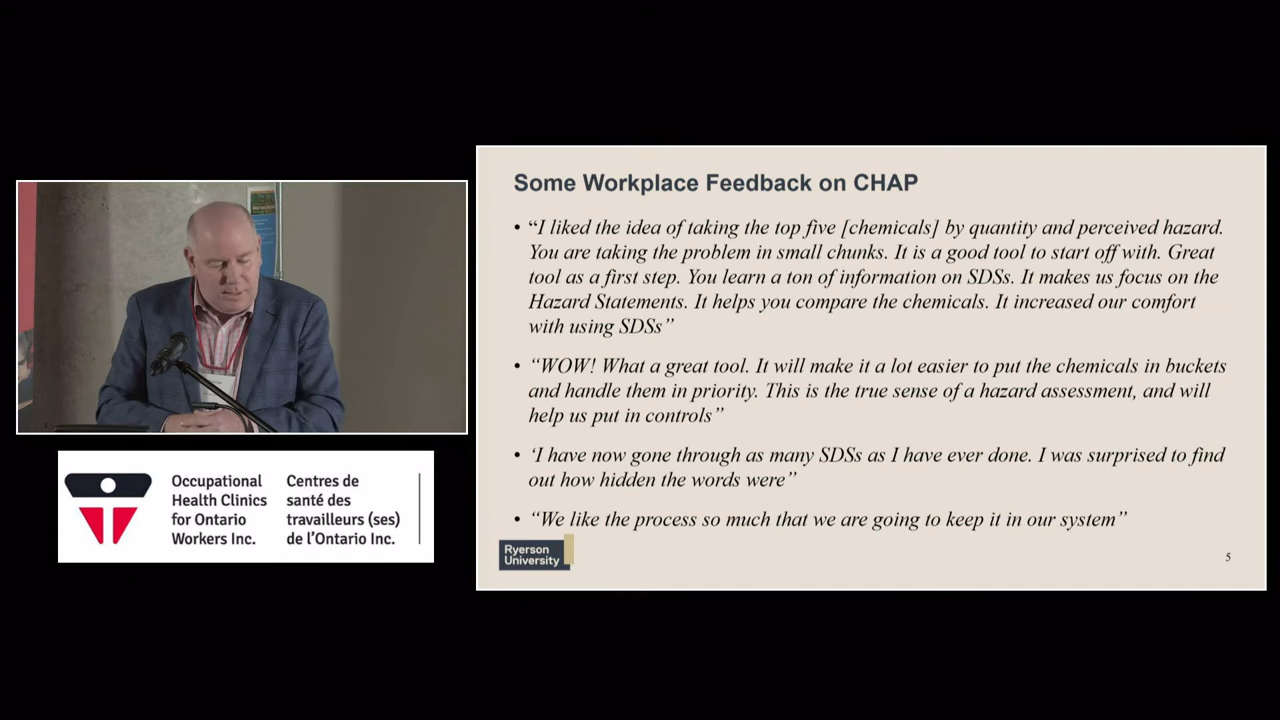 Some Workplace Feedback on CHAP
• “I liked the idea of taking the top five [chemicals] by quantity and perceived hazard.
You are taking the problem in small chunks. It is a good tool to start off with. Great
tool as a first step. You learn a ton of information on SDSs. It makes us focus on the
Hazard Statements. It helps you compare the chemicals. It increased our comfort
with using SDSs”
• “WOW! What a great tool. It will make it a lot easier to put the chemicals in buckets
and handle them in priority. This is the true sense of a hazard assessment, and will
help us put in controls”
• ‘I have now gone through as many SDSs as I have ever done. I was surprised to find
out how hidden the words were”
• “We like the process so much that we are going to keep it in our system”
Ryerson
University
5
Occupational
Health Clinics
for Ontario
Workers Inc.
Centres de
santé des
travailleurs (ses)
de l’Ontario Inc.